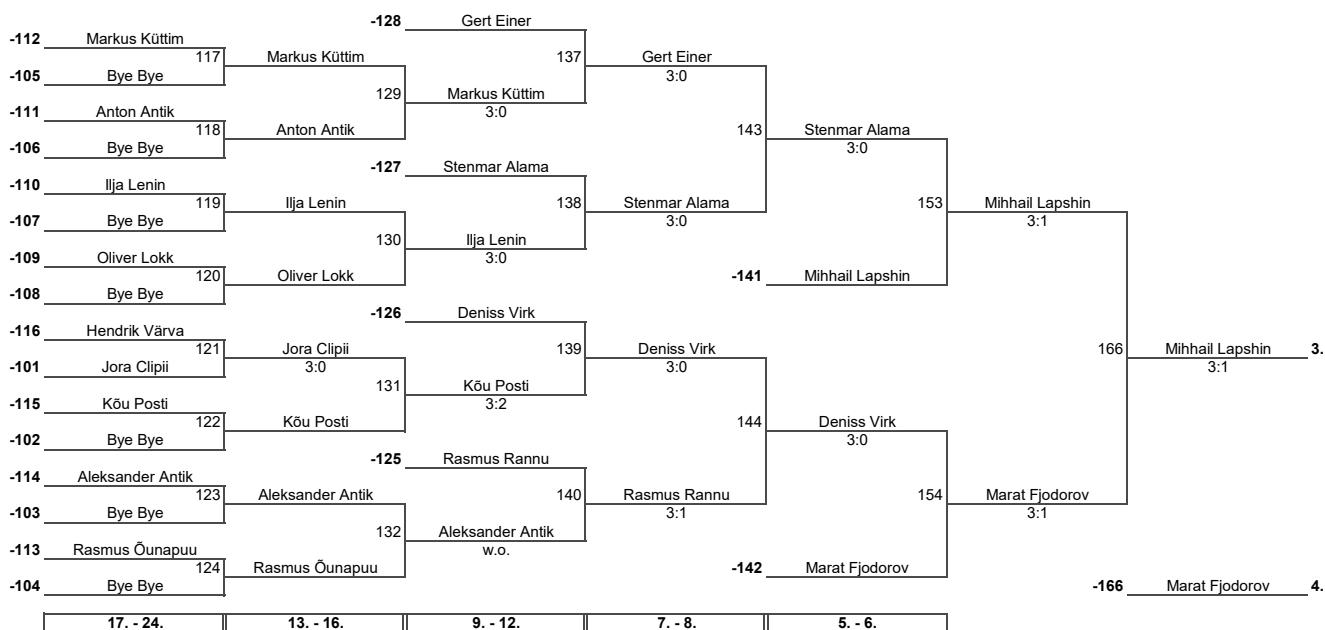 -128 Gert Einer
-112 Markus Küttim
117 Markus Küttim 137 Gert Einer
-105 Bye Bye 3:0
129 Markus Küttim
3:0
-111 Anton Antik
118 Anton Antik 143 Stenmar Alama
-106 Bye Bye 3:0
-127 Stenmar Alama
-110 Ilja Lenin
119 Ilja Lenin 138 Stenmar Alama 153 Mihhail Lapshin
-107 Bye Bye 3:0 3:1
130 Ilja Lenin
3:0
-109 Oliver Lokk
120 Oliver Lokk -141 Mihhail Lapshin
-108 Bye Bye
-126 Deniss Virk
-116 Hendrik Värva
121 Jora Clipii 139 Deniss Virk 166 Mihhail Lapshin 3.
-101 Jora Clipii 3:0 3:0 3:1
131 Kõu Posti
3:2
-115 Kõu Posti
122 Kõu Posti 144 Deniss Virk
-102 Bye Bye 3:0
-125 Rasmus Rannu
-114 Aleksander Antik
123 Aleksander Antik 140 Rasmus Rannu 154 Marat Fjodorov
-103 Bye Bye 3:1 3:1
132 Aleksander Antik
w.o.
-113 Rasmus Õunapuu
124 Rasmus Õunapuu -142 Marat Fjodorov
-104 Bye Bye -166 Marat Fjodorov 4.
17. - 24. 13. - 16. 9. - 12. 7. - 8. 5. - 6.